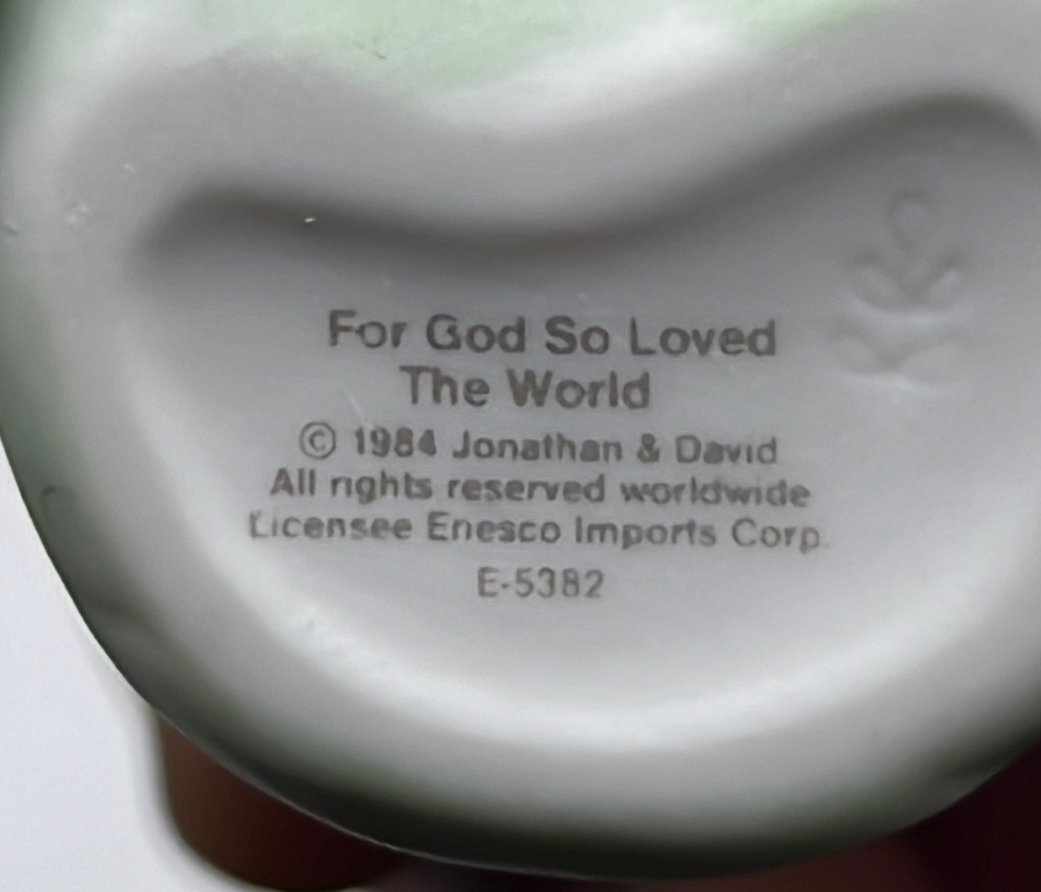 For God So Loved
The World
© 1984 Jonathan & David
All rights reserved worldwide
Licensee Enesco Imports Corp.
E-5382